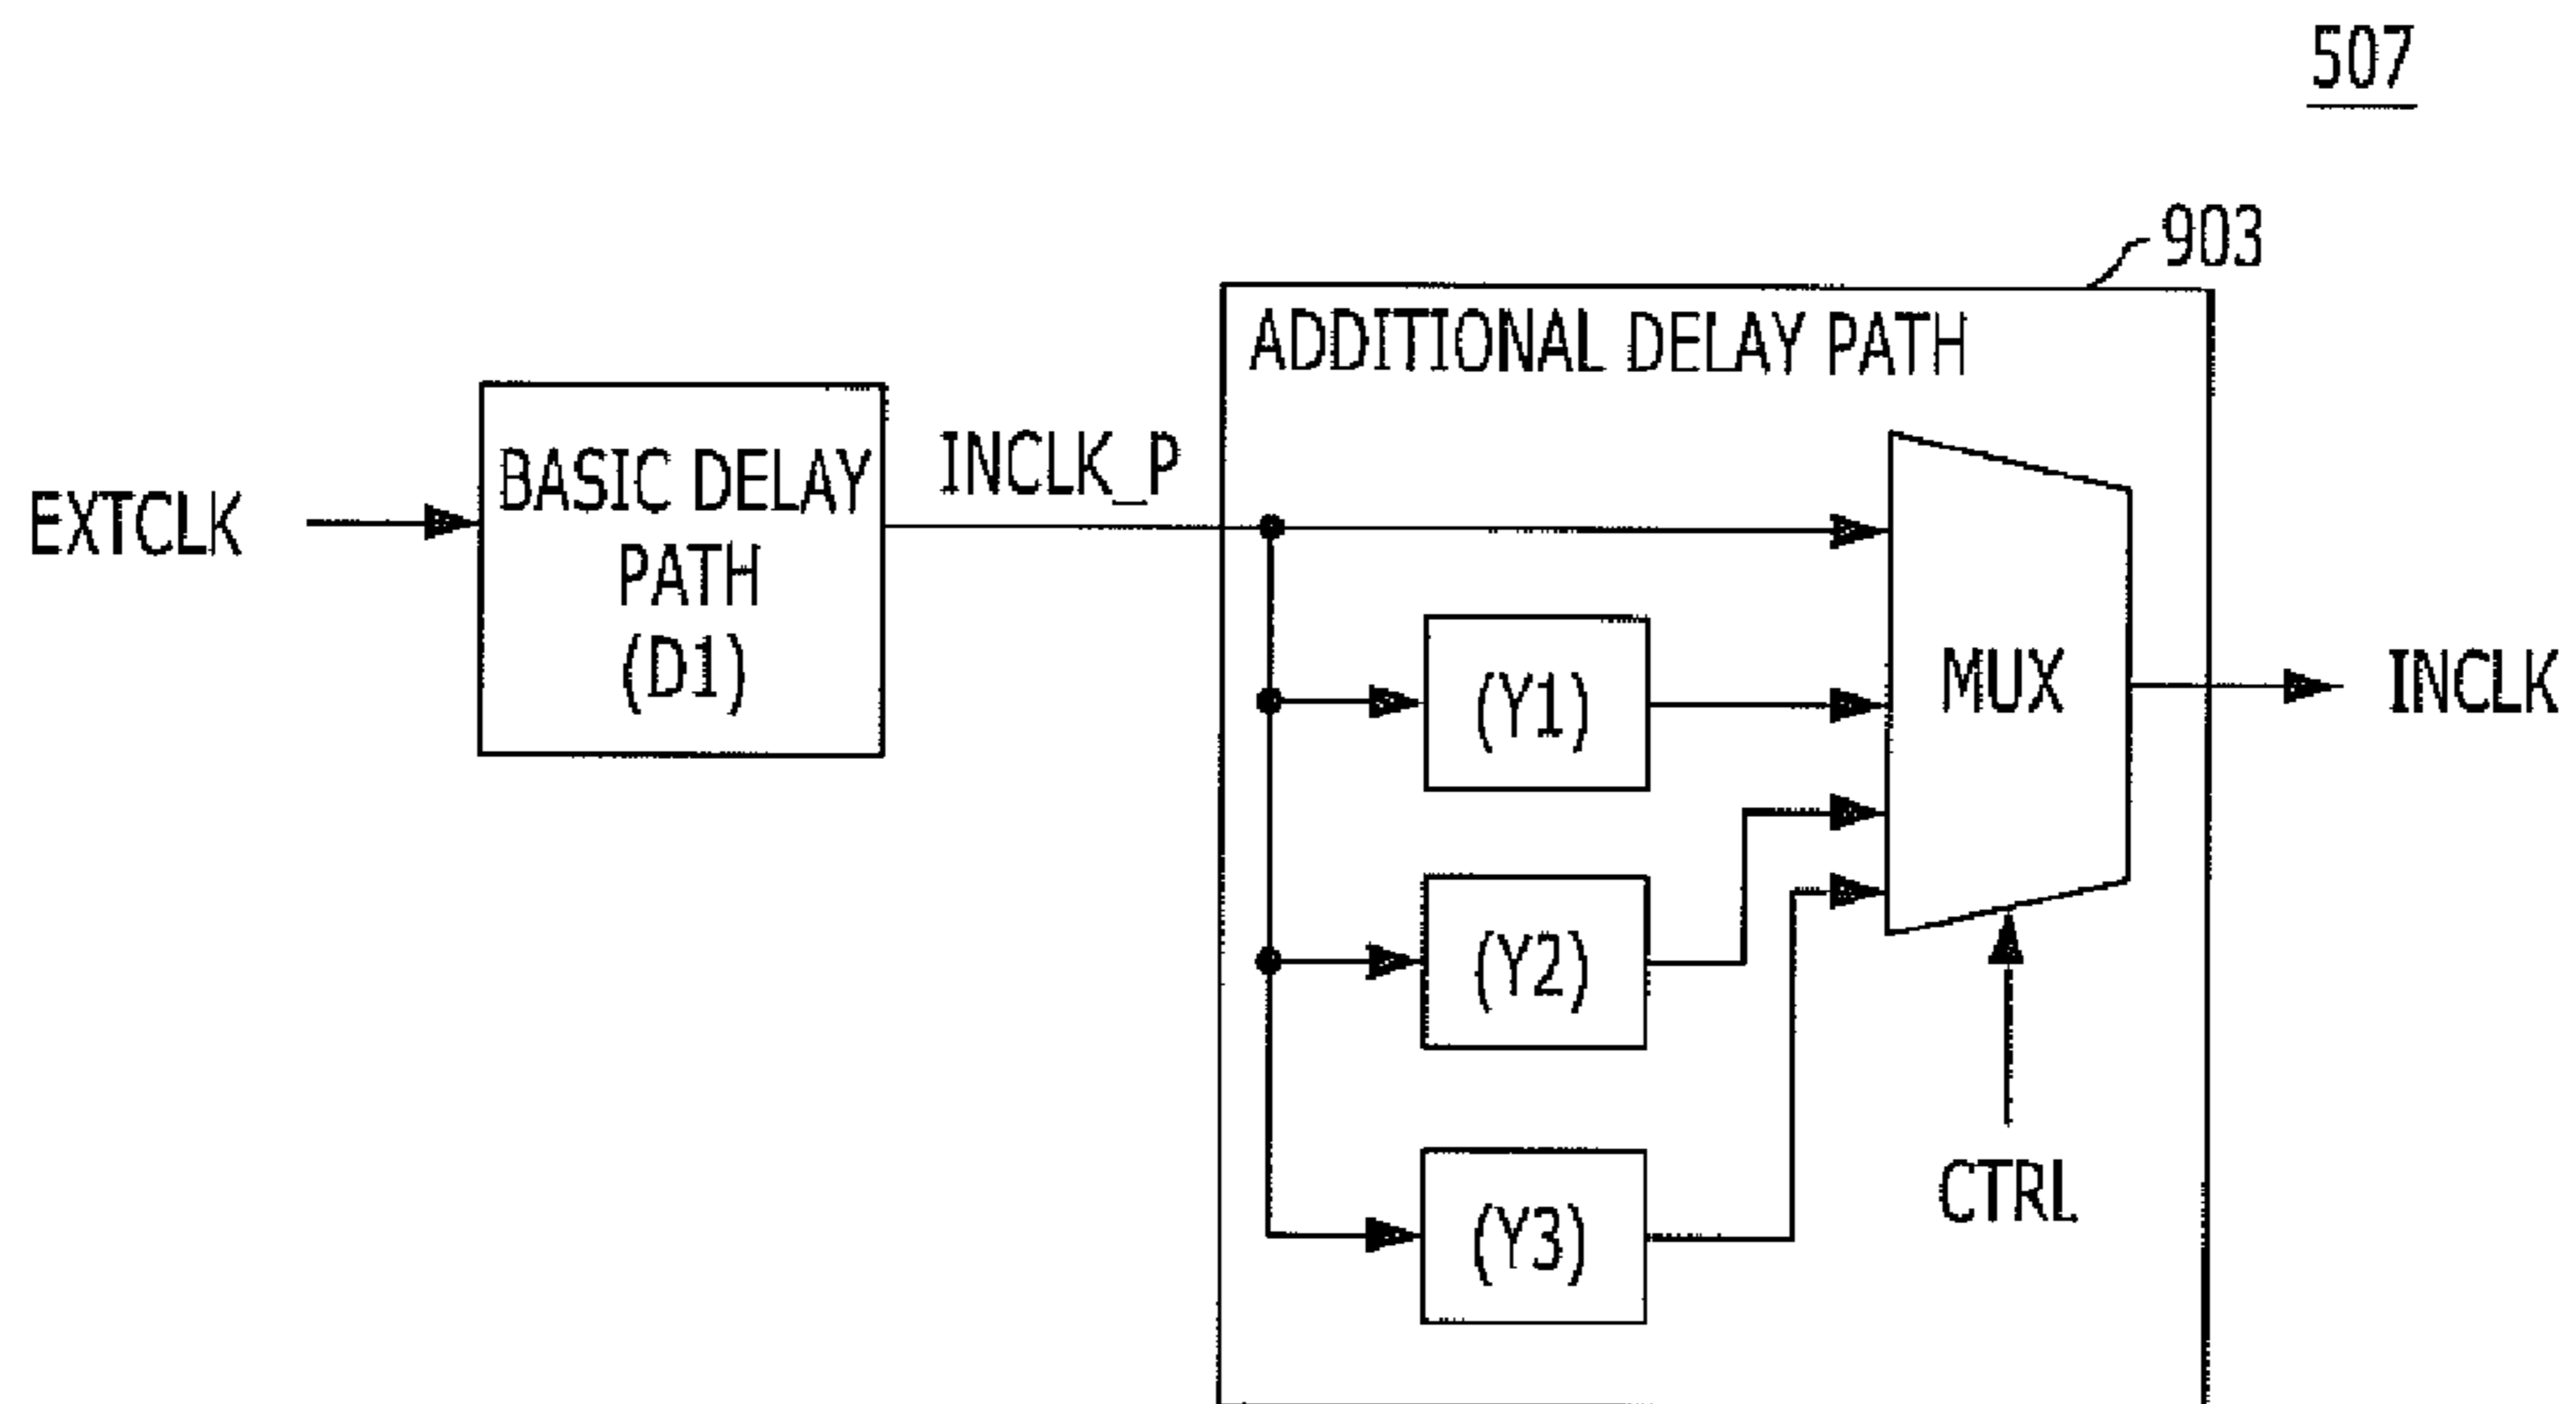 507
903
ADDITIONAL DELAY PATH
EXTCLK
BASIC DELAY
PATH
(D1)
INCLK_P
(Y1)
(Y2)
(Y3)
MUX
CTRL
INCLK